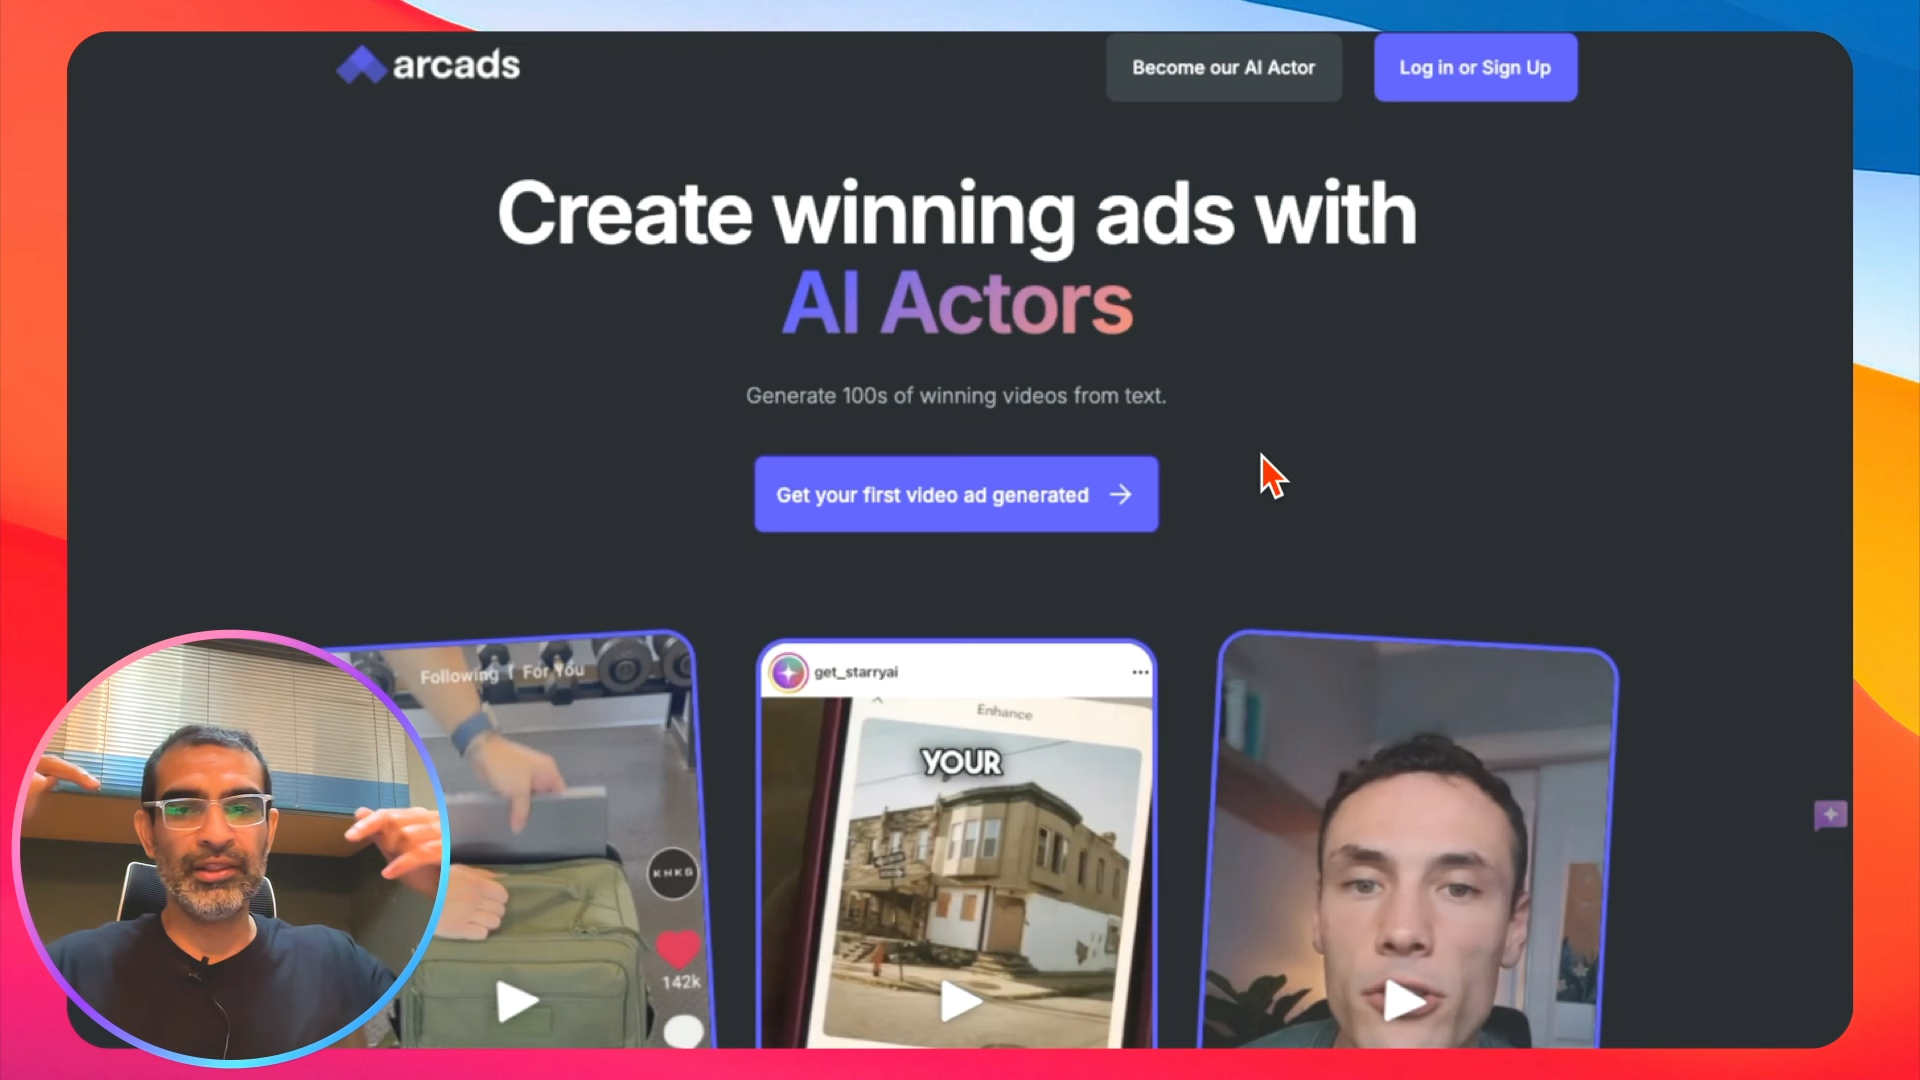 arcads
Become our AI Actor
Log in or Sign Up
Create winning ads with
AI Actors
Generate 100s of winning videos from text.
Get your first video ad generated
Following
For You
get_starryai
Enhance
YOUR
KNKG
142k